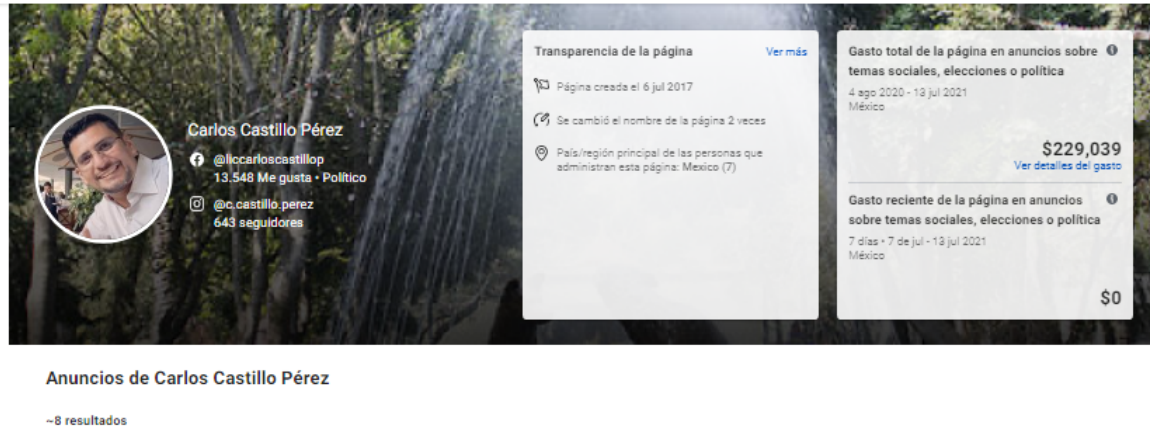 Carlos Castillo Pérez
@liccarloscastillop
13.548 Me gusta • Político
@c.castillo.perez
643 seguidores
Transparencia de la página
Ver más
Página creada el 6 jul 2017
Se cambió el nombre de la página 2 veces
País/región principal de las personas que
administran esta página: Mexico (7)
Gasto total de la página en anuncios sobre
temas sociales, elecciones o política
4 ago 2020 - 13 jul 2021
México
$229,039
Ver detalles del gasto
Gasto reciente de la página en anuncios
sobre temas sociales, elecciones o política
7 días • 7 de jul - 13 jul 2021
México
$0
Anuncios de Carlos Castillo Pérez
~8 resultados